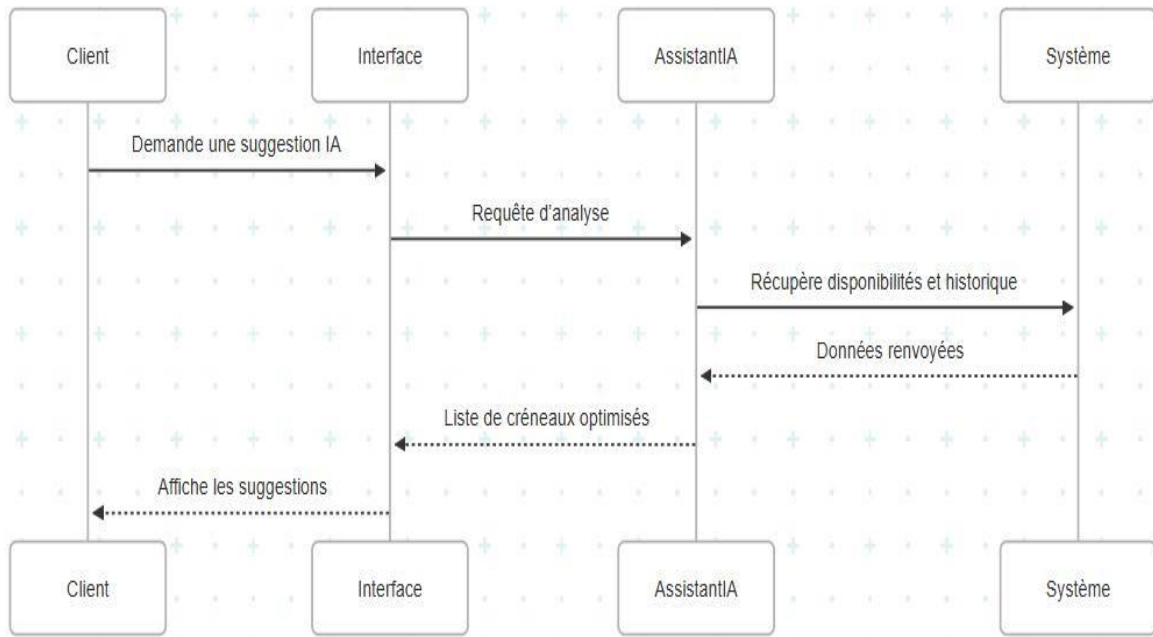 Client
Interface
AssistantIA
Système
Demande une suggestion IA
Requête d'analyse
Récupère disponibilités et historique
Données renvoyées
Liste de créneaux optimisés
Affiche les suggestions
Client
Interface
AssistantIA
Système